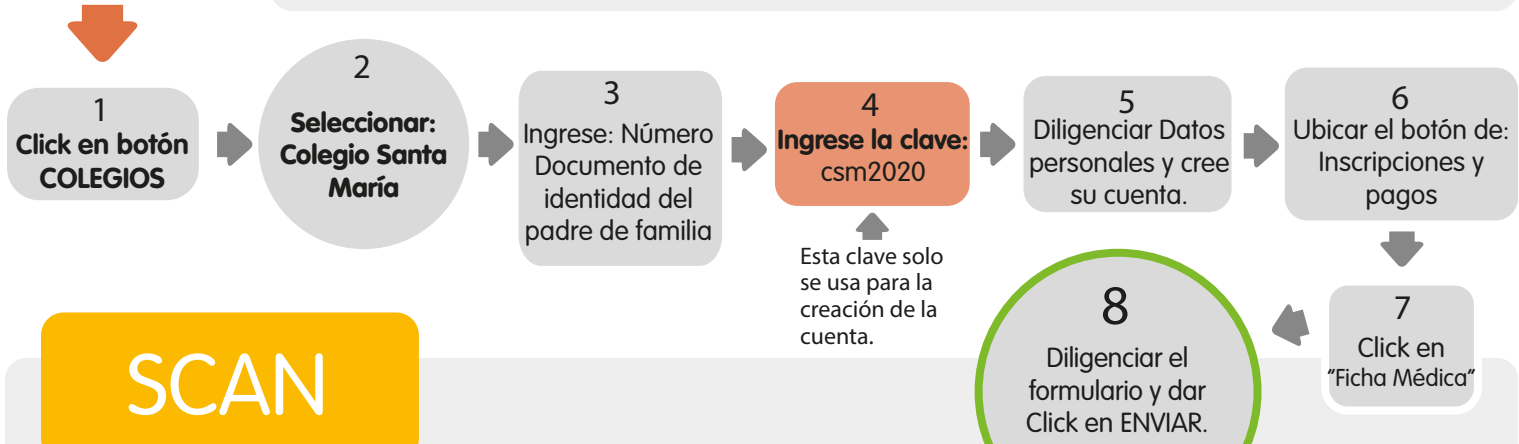 1
Click en botón
COLEGIOS
2
Seleccionar:
Colegio Santa
María
3
Ingrese: Número
Documento de
identidad del
padre de familia
4
Ingrese la clave:
csm2020
Esta clave solo
se usa para la
creación de la
cuenta.
5
Diligenciar Datos
personales y cree
su cuenta.
6
Ubicar el botón de:
Inscripciones y
pagos
7
Click en
"Ficha Médica"
8
Diligenciar el
formulario y dar
Click en ENVIAR.
SCAN